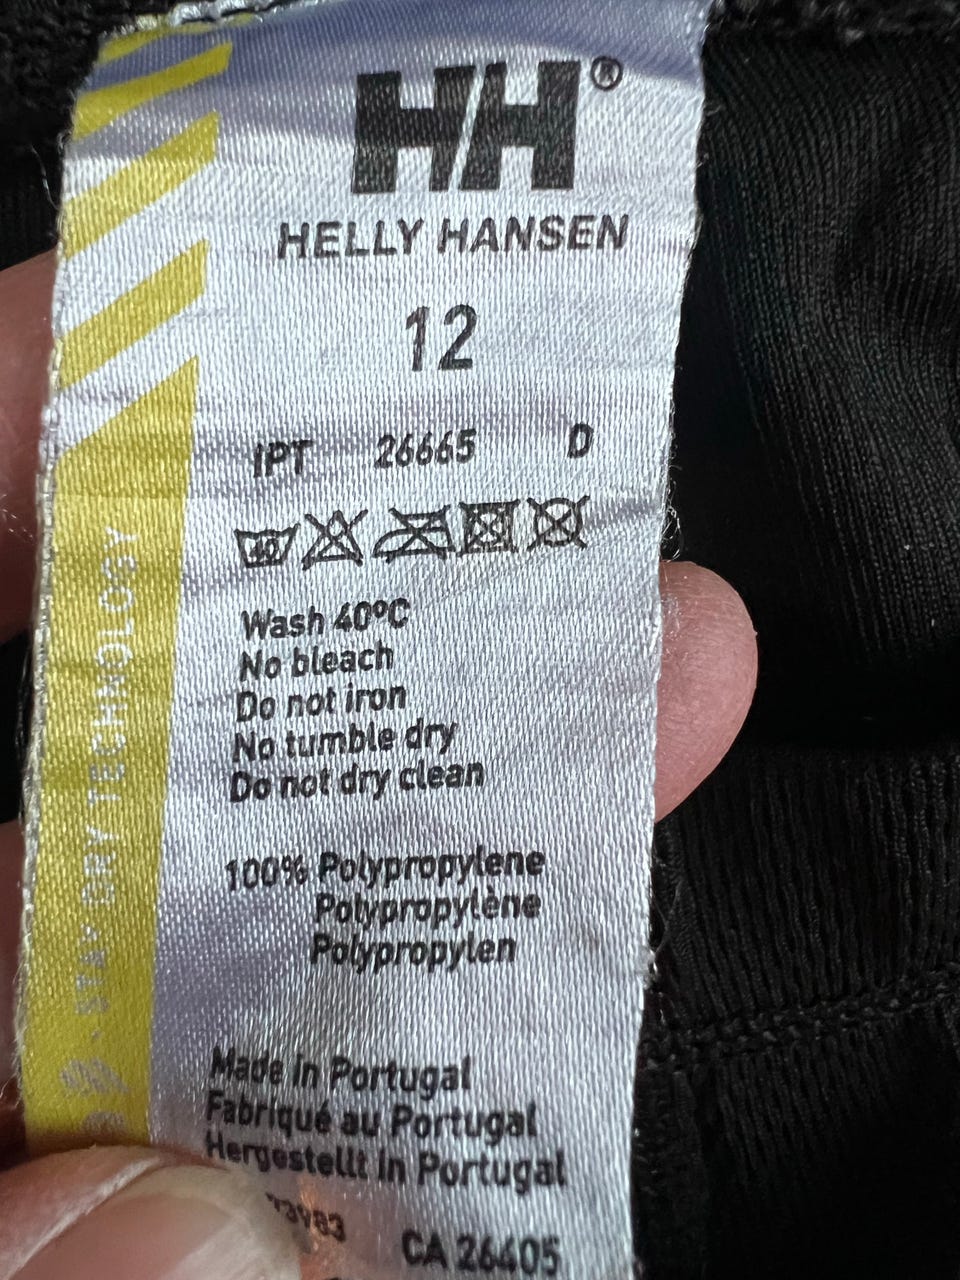 HH®
HELLY HANSEN
12
IPT 26665 D
40
Wash 40ºC
No bleach
Do not iron
No tumble dry
Do not dry clean
100% Polypropylene
Polypropylène
Polypropylen
Made in Portugal
Fabriqué au Portugal
Hergestellt in Portugal
CA 26405
STAY DRY TECHNOLOGY